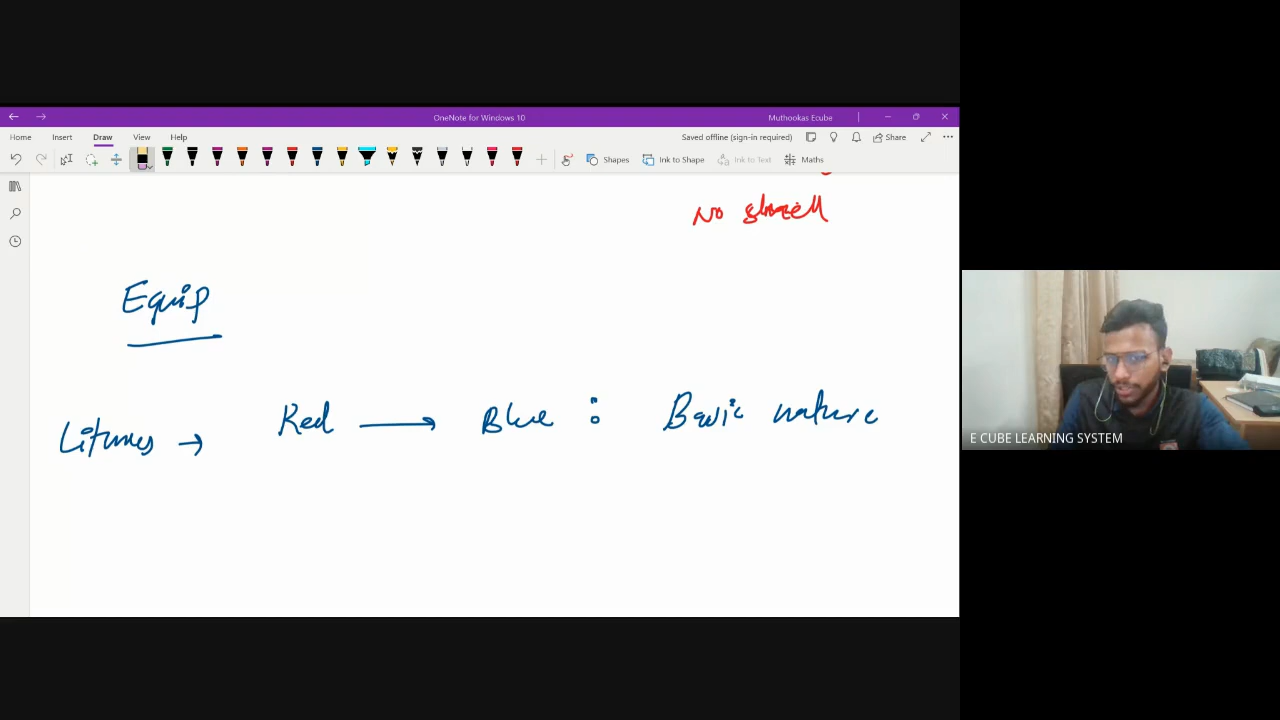 OneNote for Windows 10
Muthookas Ecube
Home Insert Draw View Help
Saved offline (sign-in required)
Share
Shapes
Ink to Shape
Ink to Text
Maths
No
Equip
Litmus → Red → Blue : Basic nature
E CUBE LEARNING SYSTEM